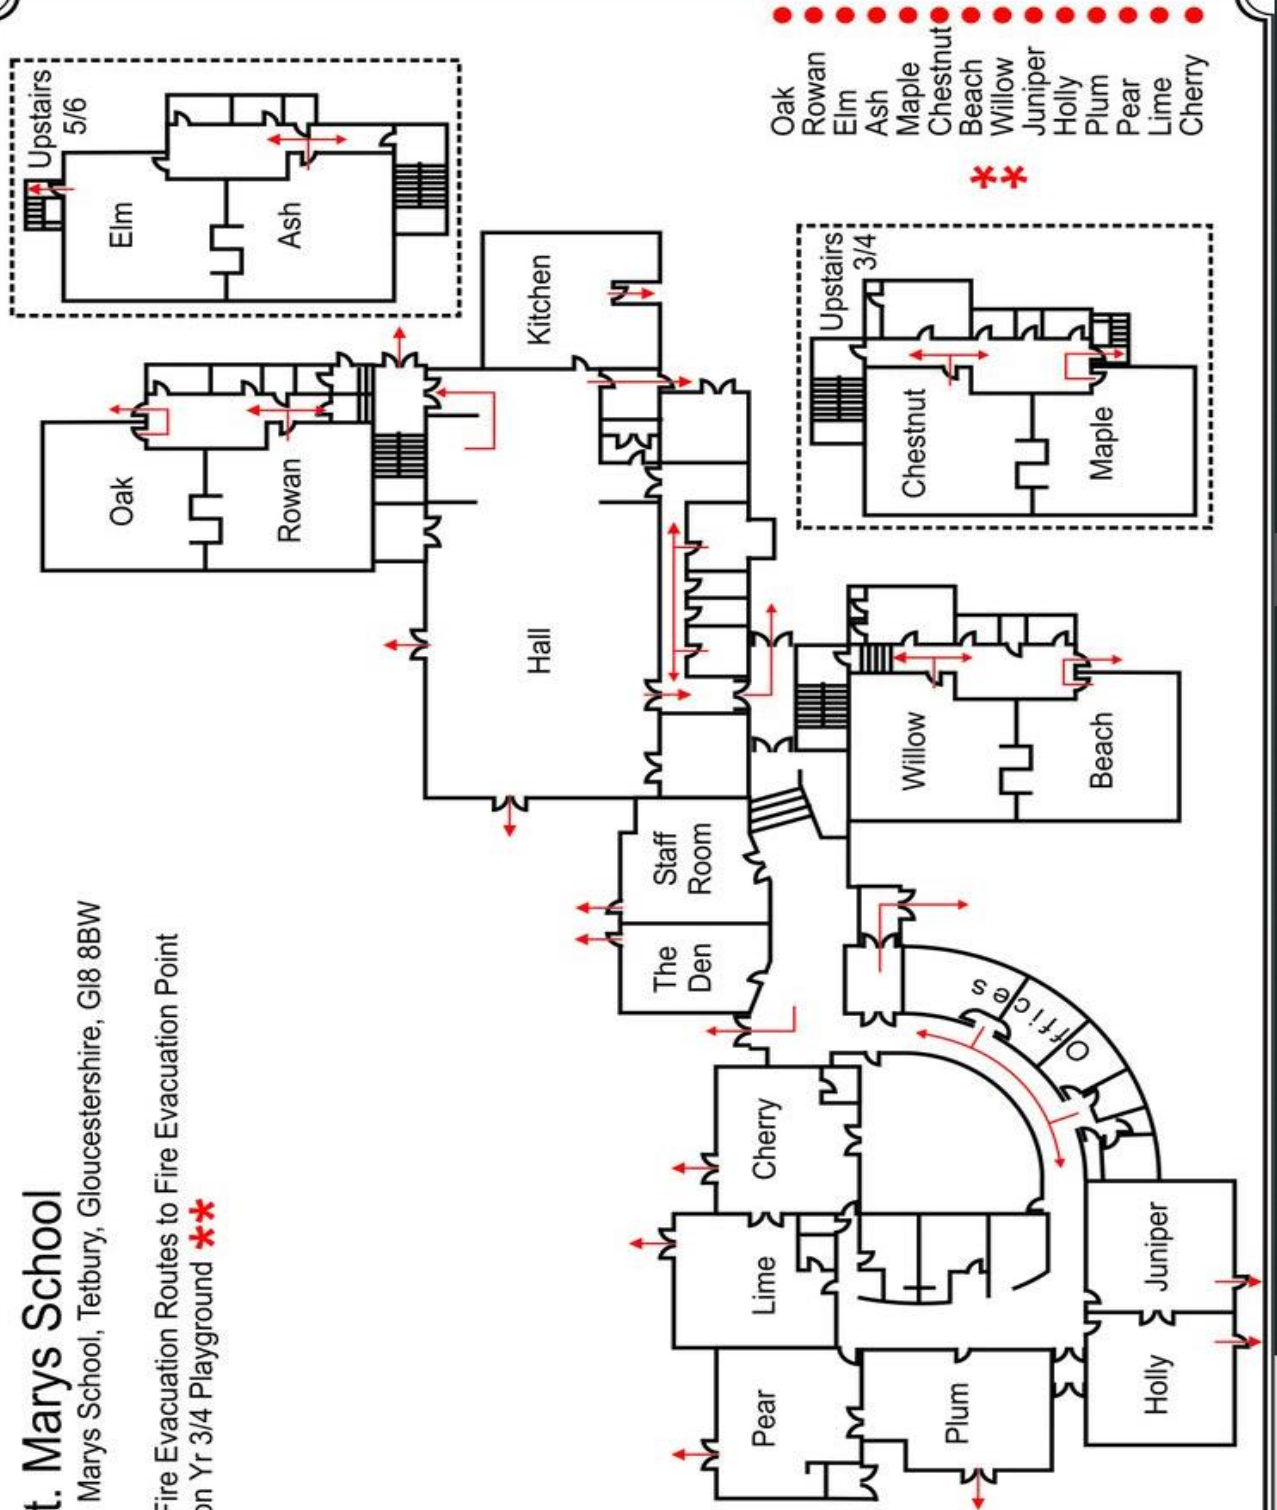 t. Marys School
Marys School, Tetbury, Gloucestershire, Gl8 8BW
Fire Evacuation Routes to Fire Evacuation Point
on Yr 3/4 Playground **
Upstairs
5/6
Elm
Ash
Oak
Rowan
Kitchen
Hall
Staff
Room
The
Den
Cherry
Lime
Pear
Plum
Holly
Juniper
Offices
Willow
Beach
Upstairs
3/4
Chestnut
Maple
**
Oak
Rowan
Elm
Ash
Maple
Chestnut
Beach
Willow
Juniper
Holly
Plum
Pear
Lime
Cherry